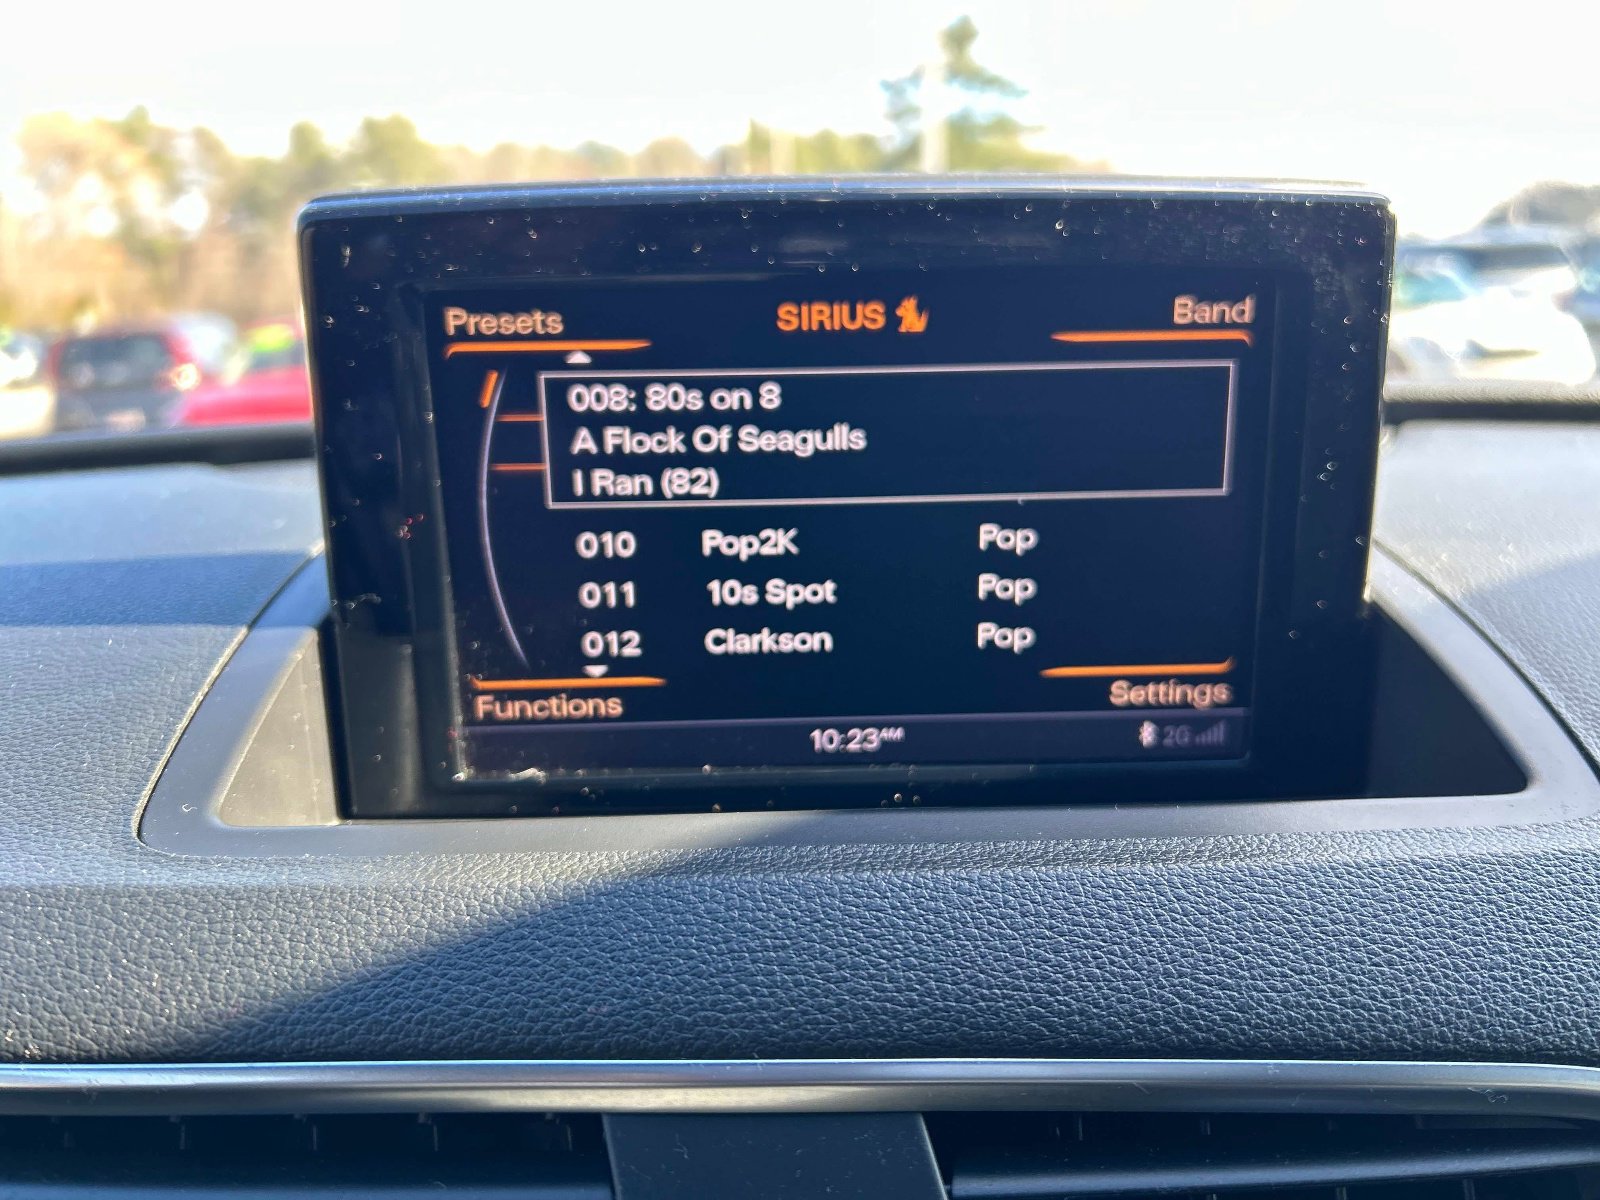 Presets SIRIUS Band
008: 80s on 8
A Flock Of Seagulls
I Ran (82)
010 Pop2K Pop
011 10s Spot Pop
012 Clarkson Pop
Functions Settings
10:23AM 2G